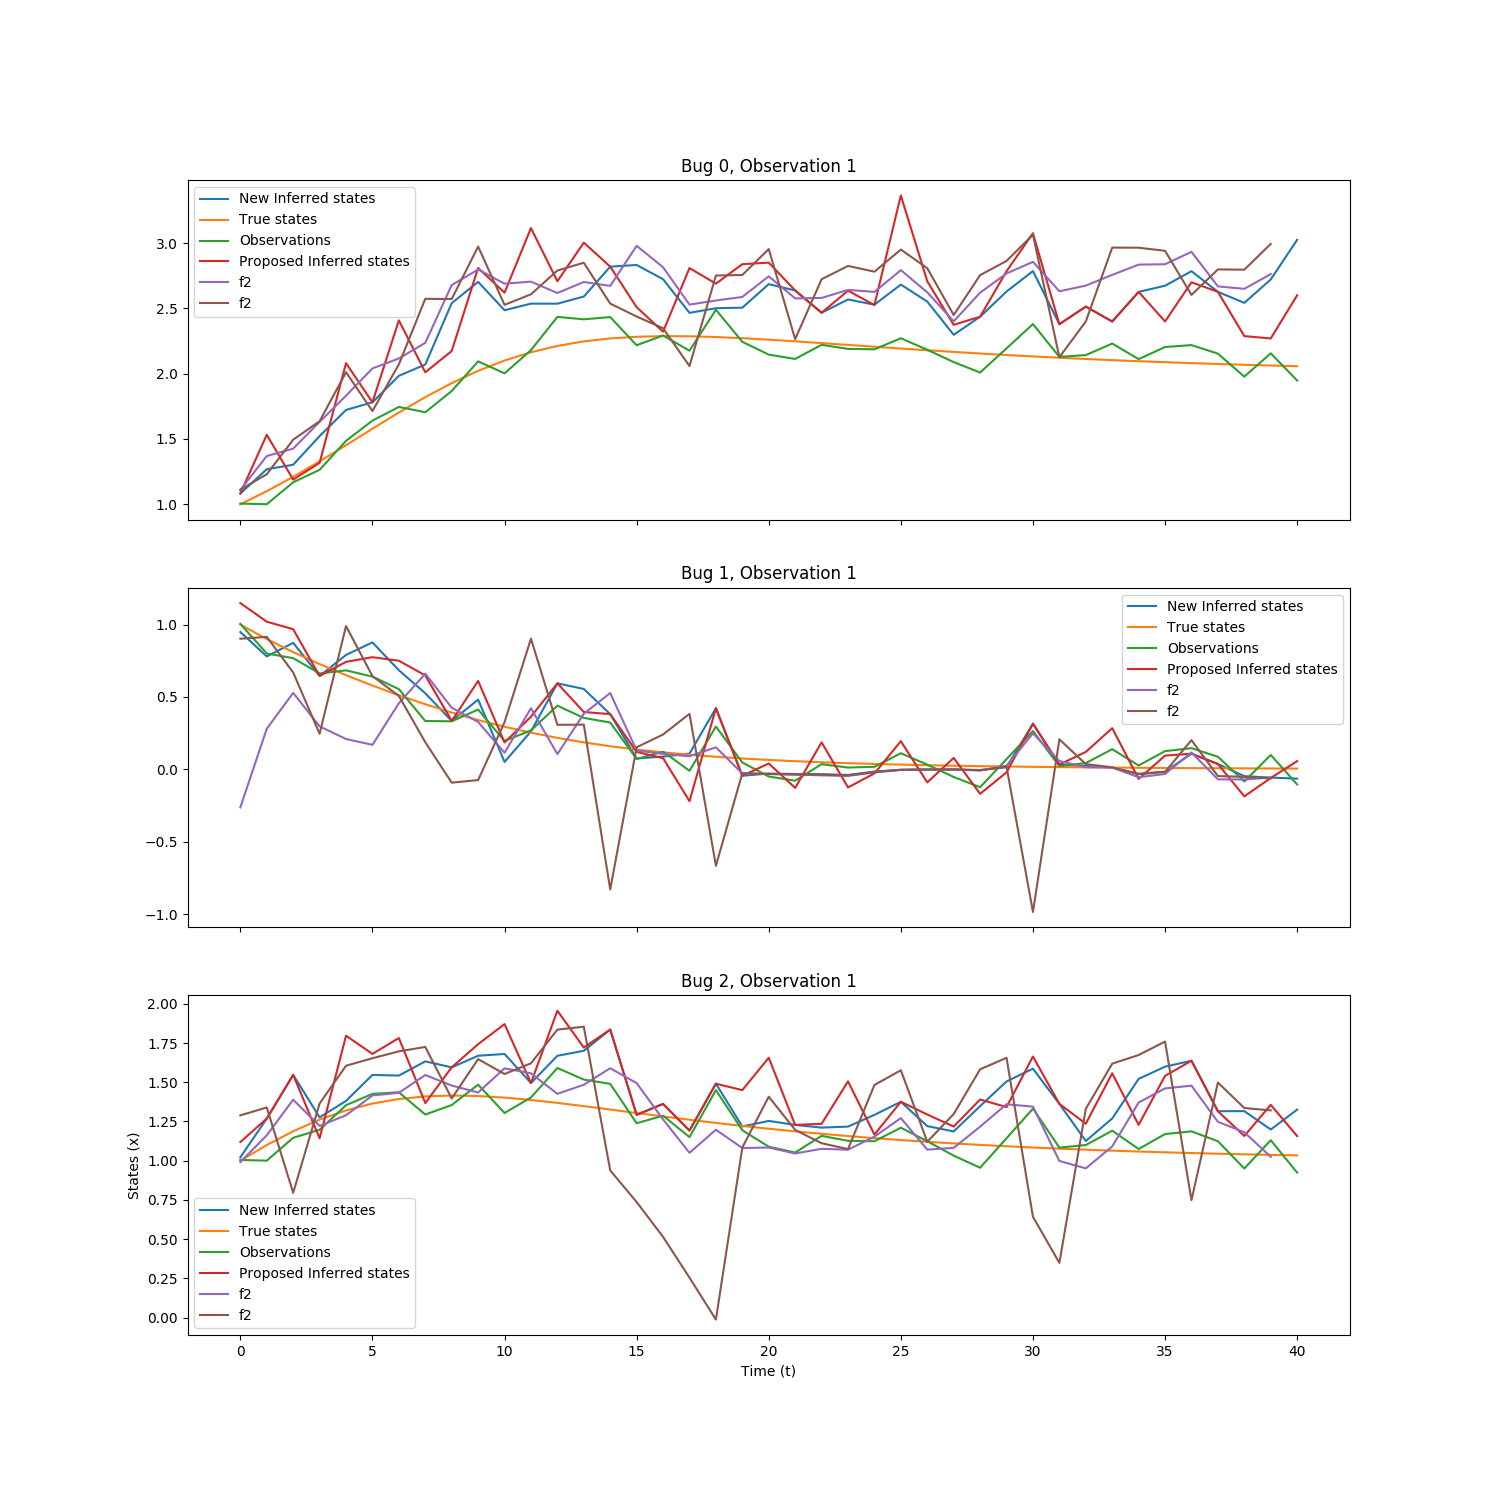 Bug 0, Observation 1
New Inferred states
True states
Observations
Proposed Inferred states
f2
f2
3.0
2.5
2.0
1.5
1.0
Bug 1, Observation 1
New Inferred states
True states
Observations
Proposed Inferred states
f2
f2
1.0
0.5
0.0
−0.5
−1.0
Bug 2, Observation 1
2.00
1.75
1.50
1.25
1.00
0.75
0.50
0.25
0.00
States (x)
New Inferred states
True states
Observations
Proposed Inferred states
f2
f2
0 5 10 15 20 25 30 35 40
Time (t)